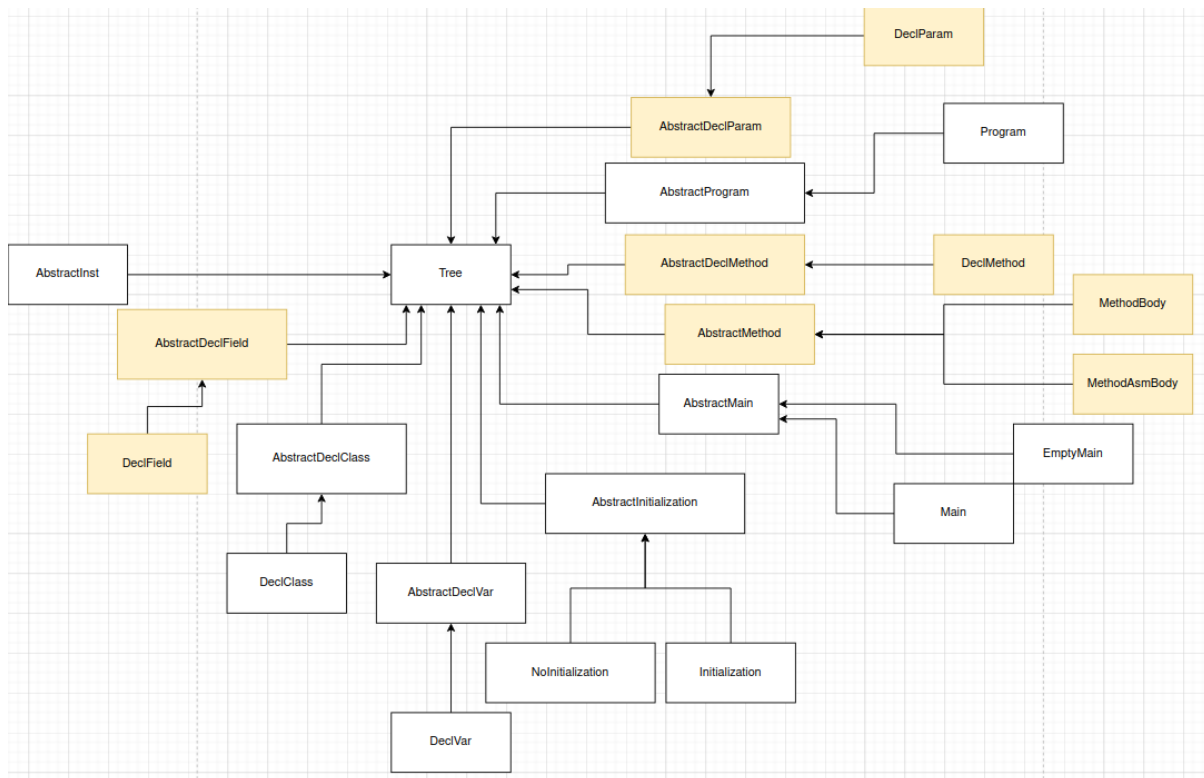 DeclParam
AbstractDeclParam
Program
AbstractProgram
AbstractInst
Tree
AbstractDeclMethod
DeclMethod
MethodBody
AbstractDeclField
AbstractMethod
MethodAsmBody
AbstractMain
DeclField
AbstractDeclClass
EmptyMain
AbstractInitialization
Main
DeclClass
AbstractDeclVar
NoInitialization
Initialization
DeclVar